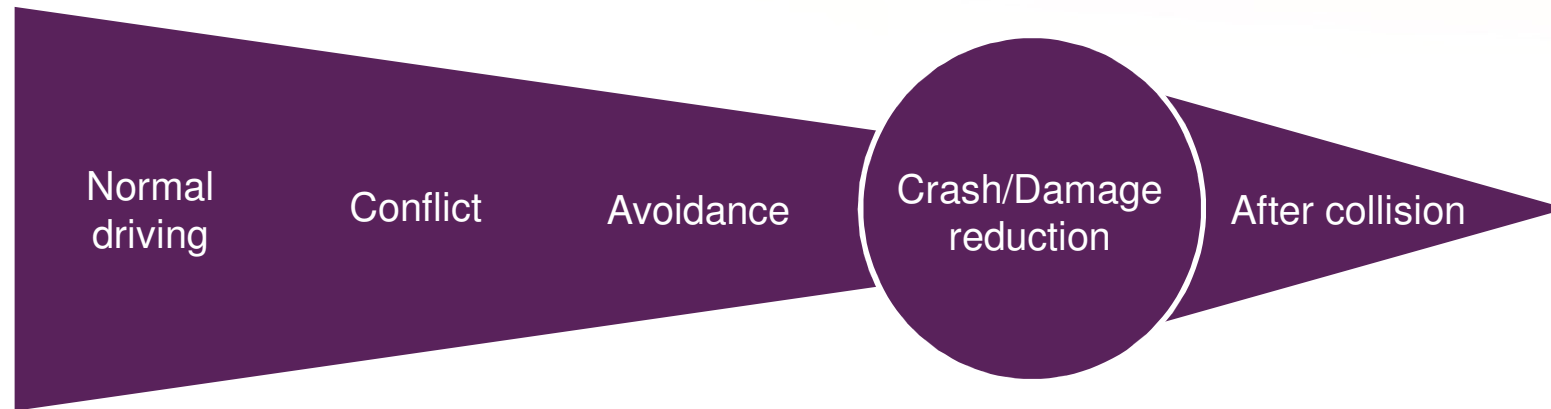 Normal
driving
Conflict
Avoidance
Crash/Damage
reduction
After collision